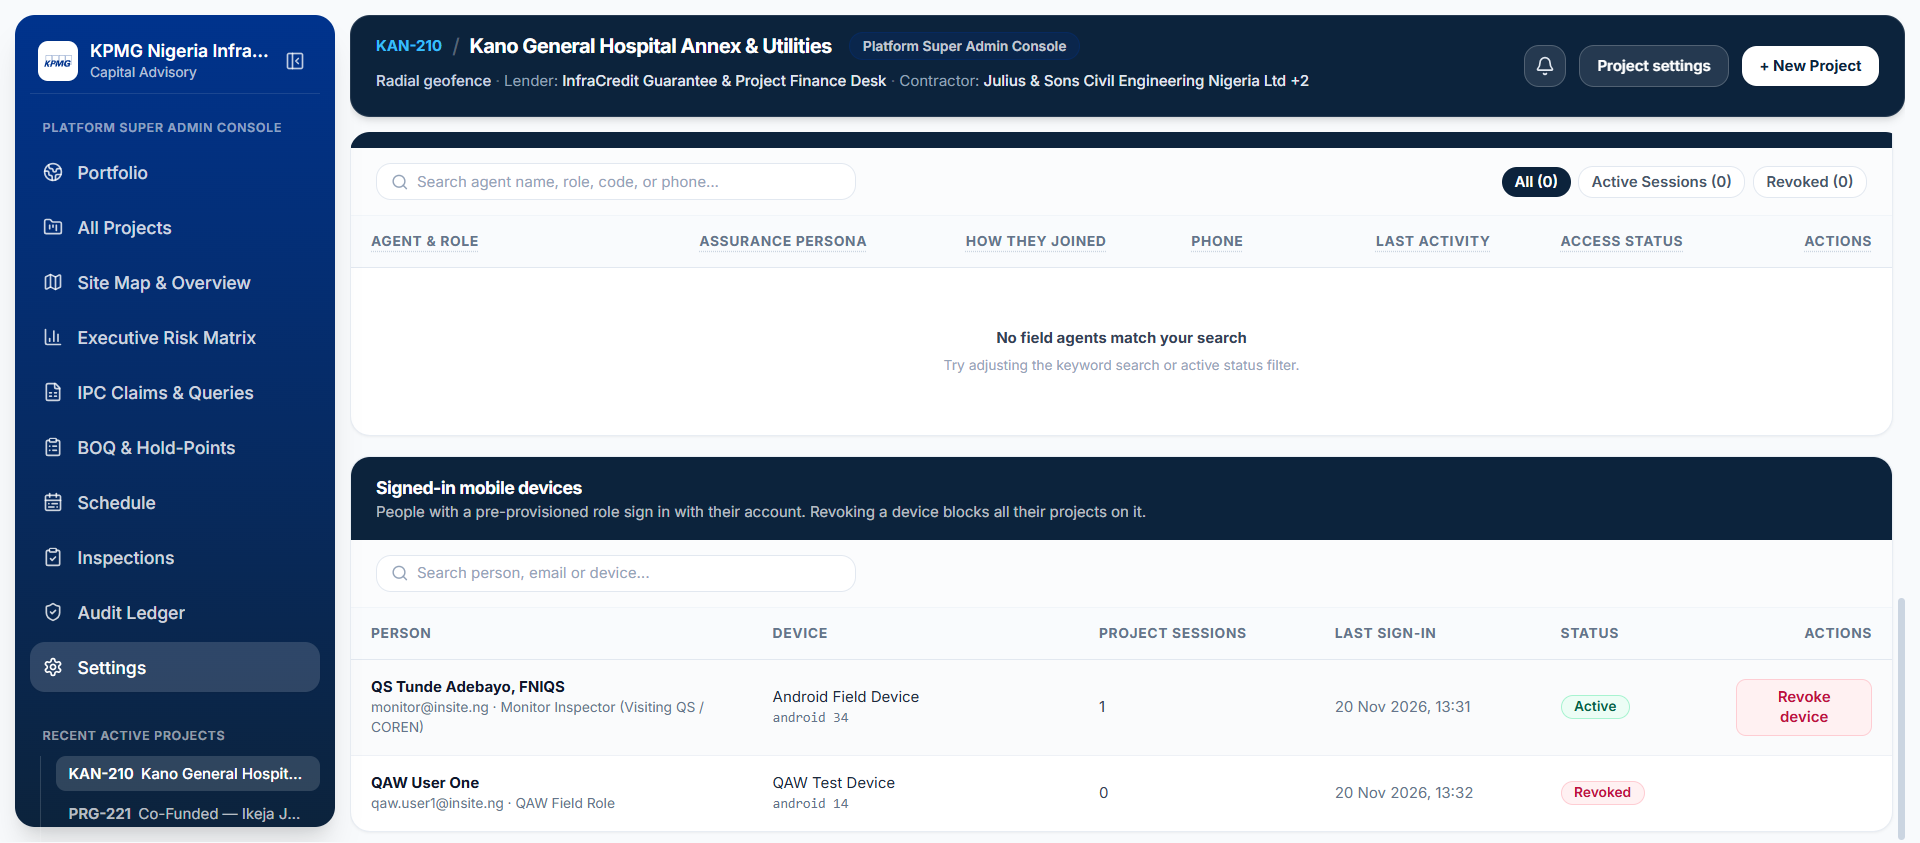 KPMG
KPMG Nigeria Infra...
Capital Advisory
PLATFORM SUPER ADMIN CONSOLE
Portfolio
All Projects
Site Map & Overview
Executive Risk Matrix
IPC Claims & Queries
BOQ & Hold-Points
Schedule
Inspections
Audit Ledger
Settings
RECENT ACTIVE PROJECTS
KAN-210 Kano General Hospit...
PRG-221 Co-Funded — Ikeja J...
KAN-210 / Kano General Hospital Annex & Utilities Platform Super Admin Console
Radial geofence · Lender: InfraCredit Guarantee & Project Finance Desk · Contractor: Julius & Sons Civil Engineering Nigeria Ltd +2
Project settings
+ New Project
Search agent name, role, code, or phone...
All (0) Active Sessions (0) Revoked (0)
AGENT & ROLE ASSURANCE PERSONA HOW THEY JOINED PHONE LAST ACTIVITY ACCESS STATUS ACTIONS
No field agents match your search
Try adjusting the keyword search or active status filter.
Signed-in mobile devices
People with a pre-provisioned role sign in with their account. Revoking a device blocks all their projects on it.
Search person, email or device...
PERSON DEVICE PROJECT SESSIONS LAST SIGN-IN STATUS ACTIONS
QS Tunde Adebayo, FNIQS
monitor@insite.ng · Monitor Inspector (Visiting QS /
COREN)
Android Field Device
android 34
1
20 Nov 2026, 13:31
Active
Revoke
device
QAW User One
qaw.user1@insite.ng · QAW Field Role
QAW Test Device
android 14
0
20 Nov 2026, 13:32
Revoked